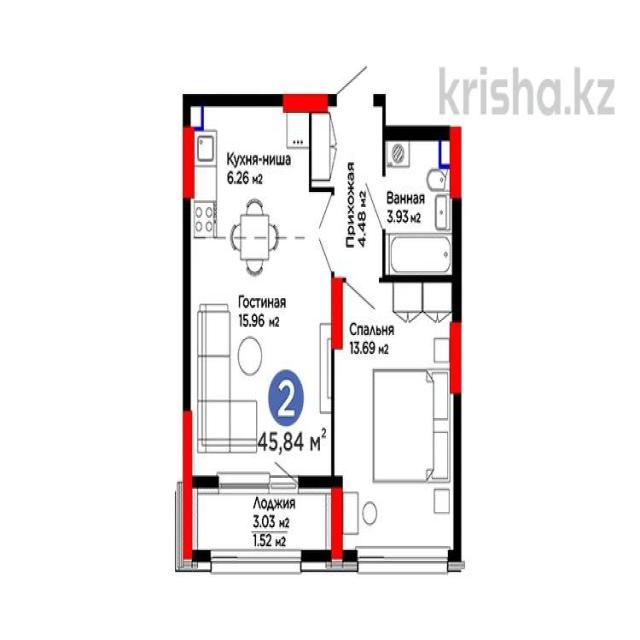 krisha.kz
Кухня-ниша
6.26 м2
Прихожая
4.48 м2
Ванная
3.93 м2
Гостиная
15.96 м2
Спальня
13.69 м2
2
45,84 м2
Лоджия
3.03 м2
1.52 м2